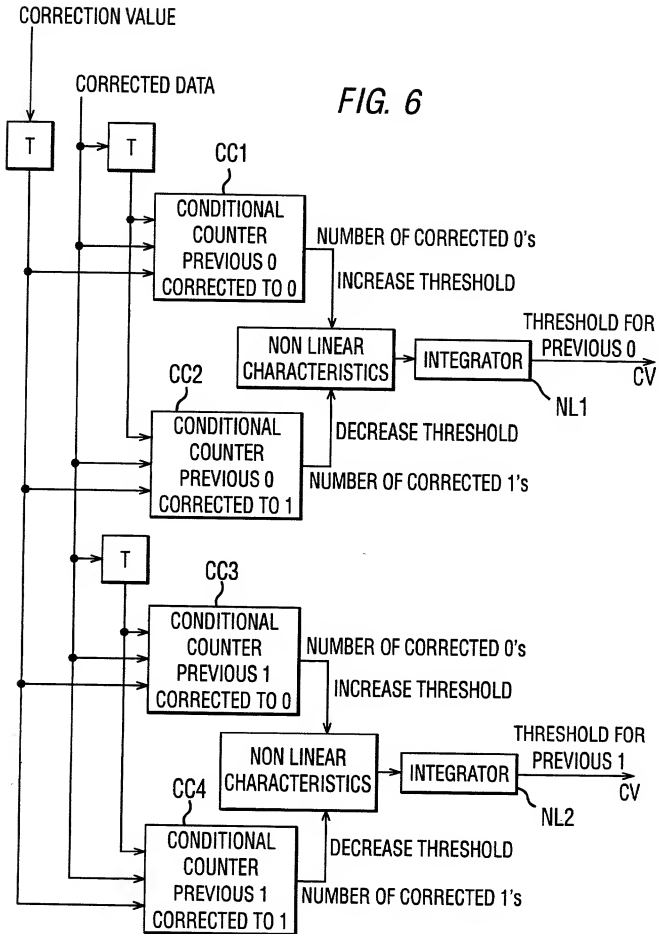 CORRECTION VALUE
CORRECTED DATA
FIG. 6
T
T
CC1
CONDITIONAL
COUNTER
PREVIOUS 0
CORRECTED TO 0
NUMBER OF CORRECTED 0's
INCREASE THRESHOLD
NON LINEAR
CHARACTERISTICS
INTEGRATOR
THRESHOLD FOR
PREVIOUS 0
CV
NL1
CC2
CONDITIONAL
COUNTER
PREVIOUS 0
CORRECTED TO 1
DECREASE THRESHOLD
NUMBER OF CORRECTED 1's
T
CC3
CONDITIONAL
COUNTER
PREVIOUS 1
CORRECTED TO 0
NUMBER OF CORRECTED 0's
INCREASE THRESHOLD
NON LINEAR
CHARACTERISTICS
INTEGRATOR
THRESHOLD FOR
PREVIOUS 1
CV
NL2
CC4
CONDITIONAL
COUNTER
PREVIOUS 1
CORRECTED TO 1
DECREASE THRESHOLD
NUMBER OF CORRECTED 1's